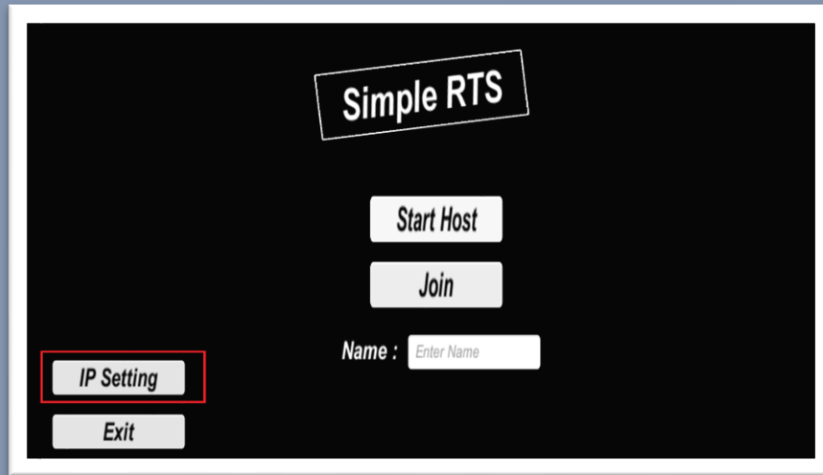 Simple RTS
Start Host
Join
Name : Enter Name
IP Setting
Exit